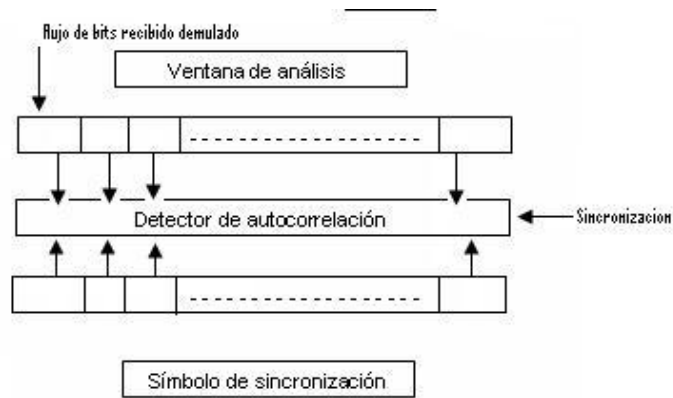 flujo de bits recibido demulado
Ventana de análisis
Detector de autocorrelación
Sincronizacion
Símbolo de sincronización